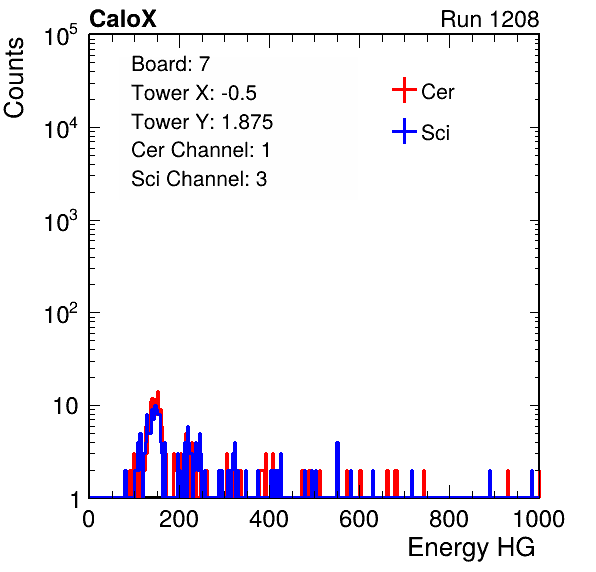 CaloX Run 1208
Counts
Board: 7
Tower X: -0.5
Tower Y: 1.875
Cer Channel: 1
Sci Channel: 3
Cer
Sci
10^5
10^4
10^3
10^2
10
1
0 200 400 600 800 1000
Energy HG